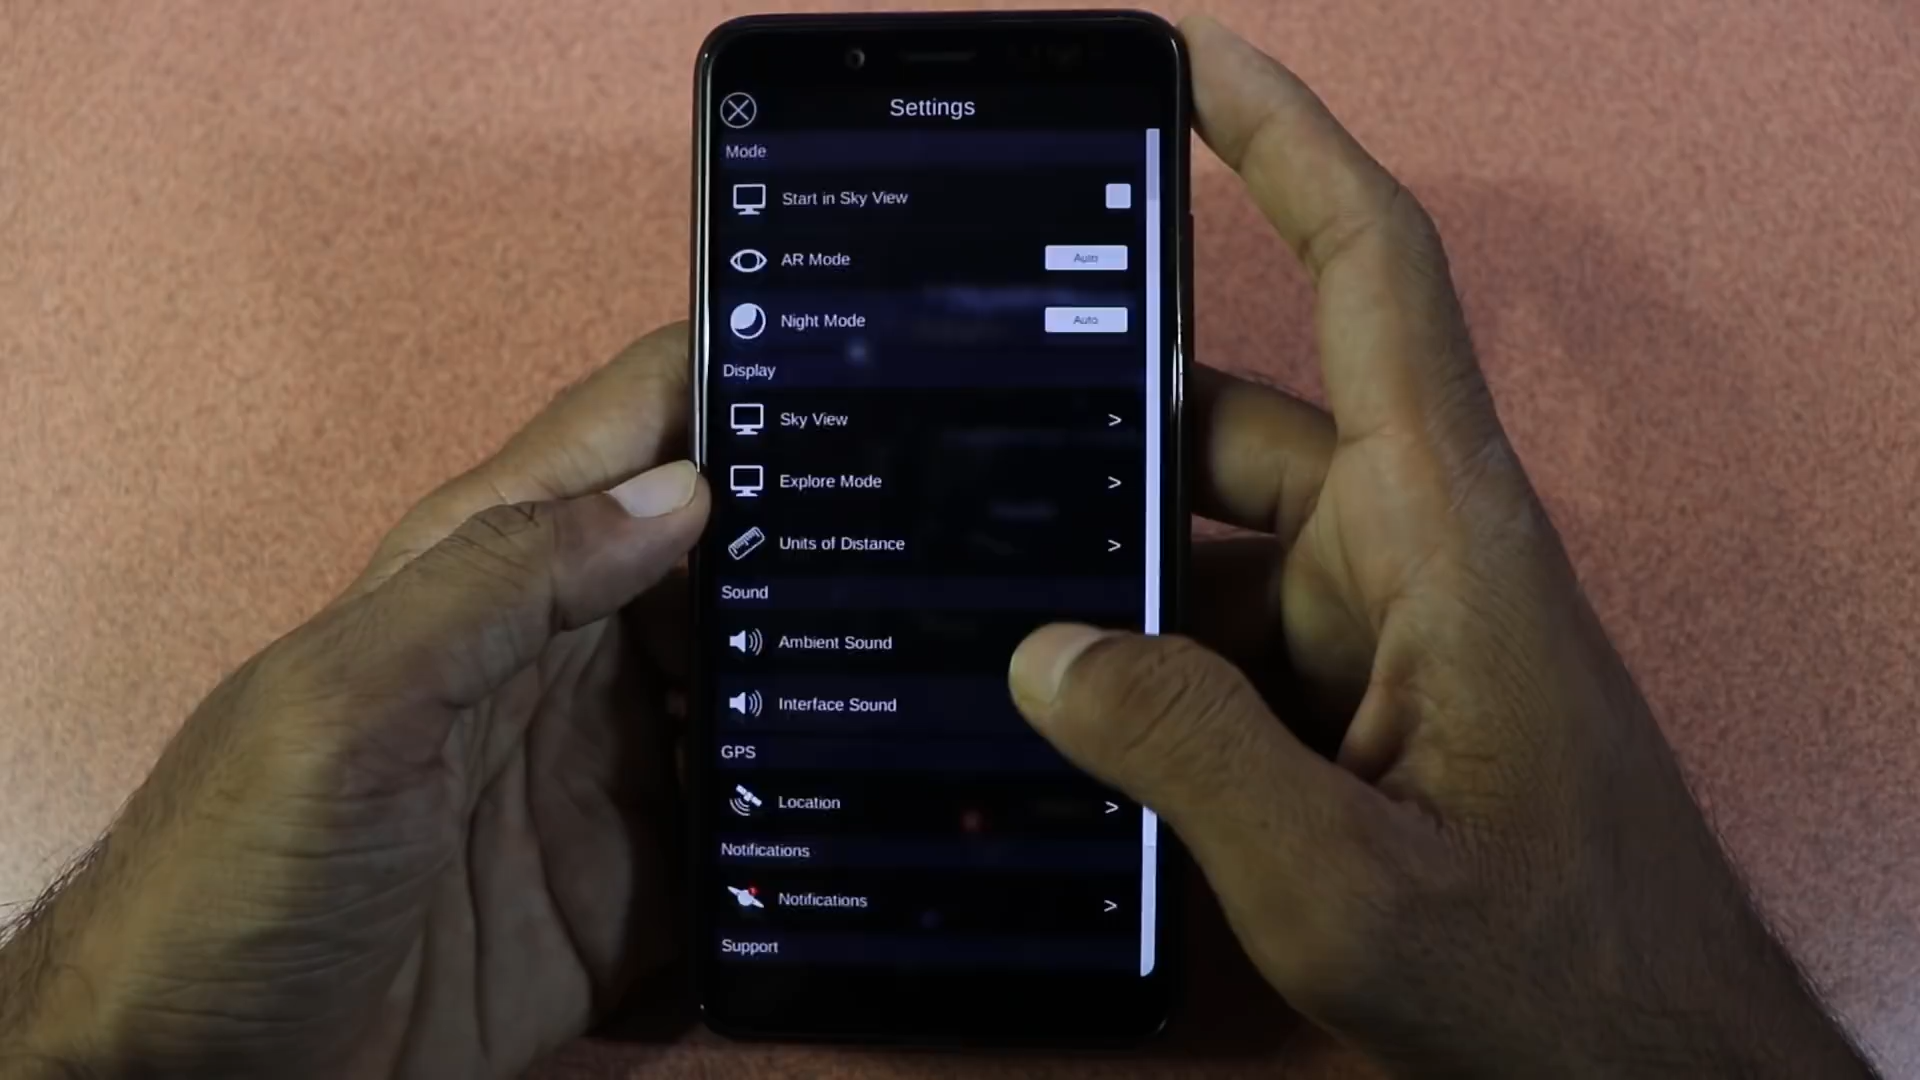 Settings
Mode
Start in Sky View
AR Mode
Auto
Night Mode
Auto
Display
Sky View
>
Explore Mode
>
Units of Distance
>
Sound
Ambient Sound
Interface Sound
GPS
Location
>
Notifications
Notifications
>
Support